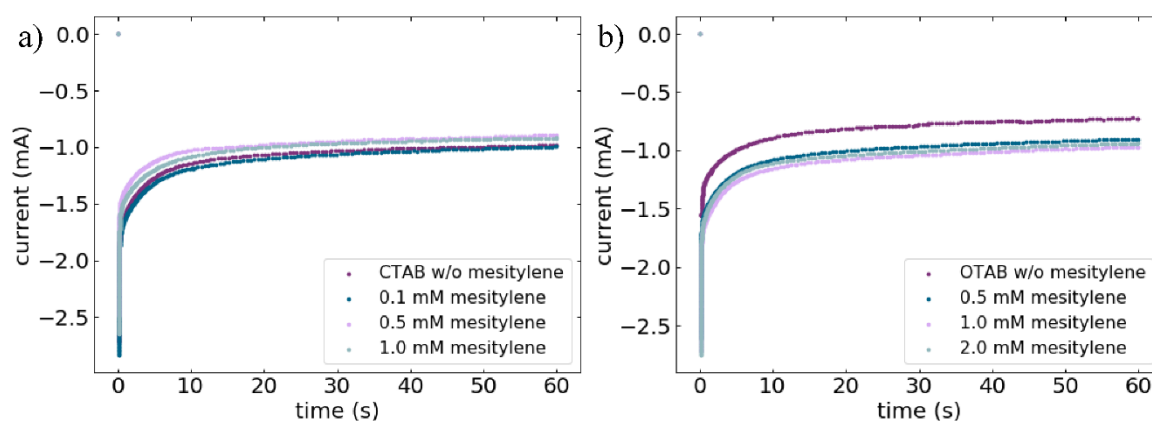 a)
0.0
−0.5
−1.0
−1.5
−2.0
−2.5
current (mA)
0 10 20 30 40 50 60
time (s)
CTAB w/o mesitylene
0.1 mM mesitylene
0.5 mM mesitylene
1.0 mM mesitylene
b)
0.0
−0.5
−1.0
−1.5
−2.0
−2.5
current (mA)
0 10 20 30 40 50 60
time (s)
OTAB w/o mesitylene
0.5 mM mesitylene
1.0 mM mesitylene
2.0 mM mesitylene